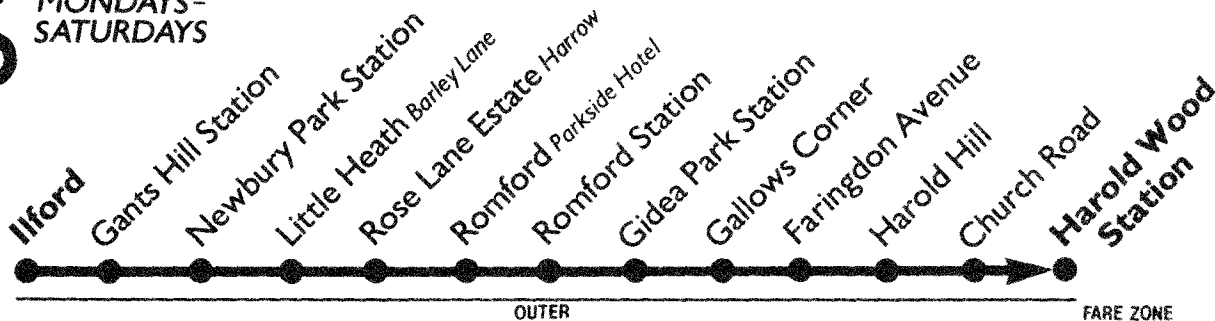 MONDAYS-
SATURDAYS
Ilford
Gants Hill Station
Newbury Park Station
Little Heath Barley Lane
Rose Lane Estate Harrow
Romford Parkside Hotel
Romford Station
Gidea Park Station
Gallows Corner
Faringdon Avenue
Harold Hill
Church Road
Harold Wood
Station
OUTER
FARE ZONE